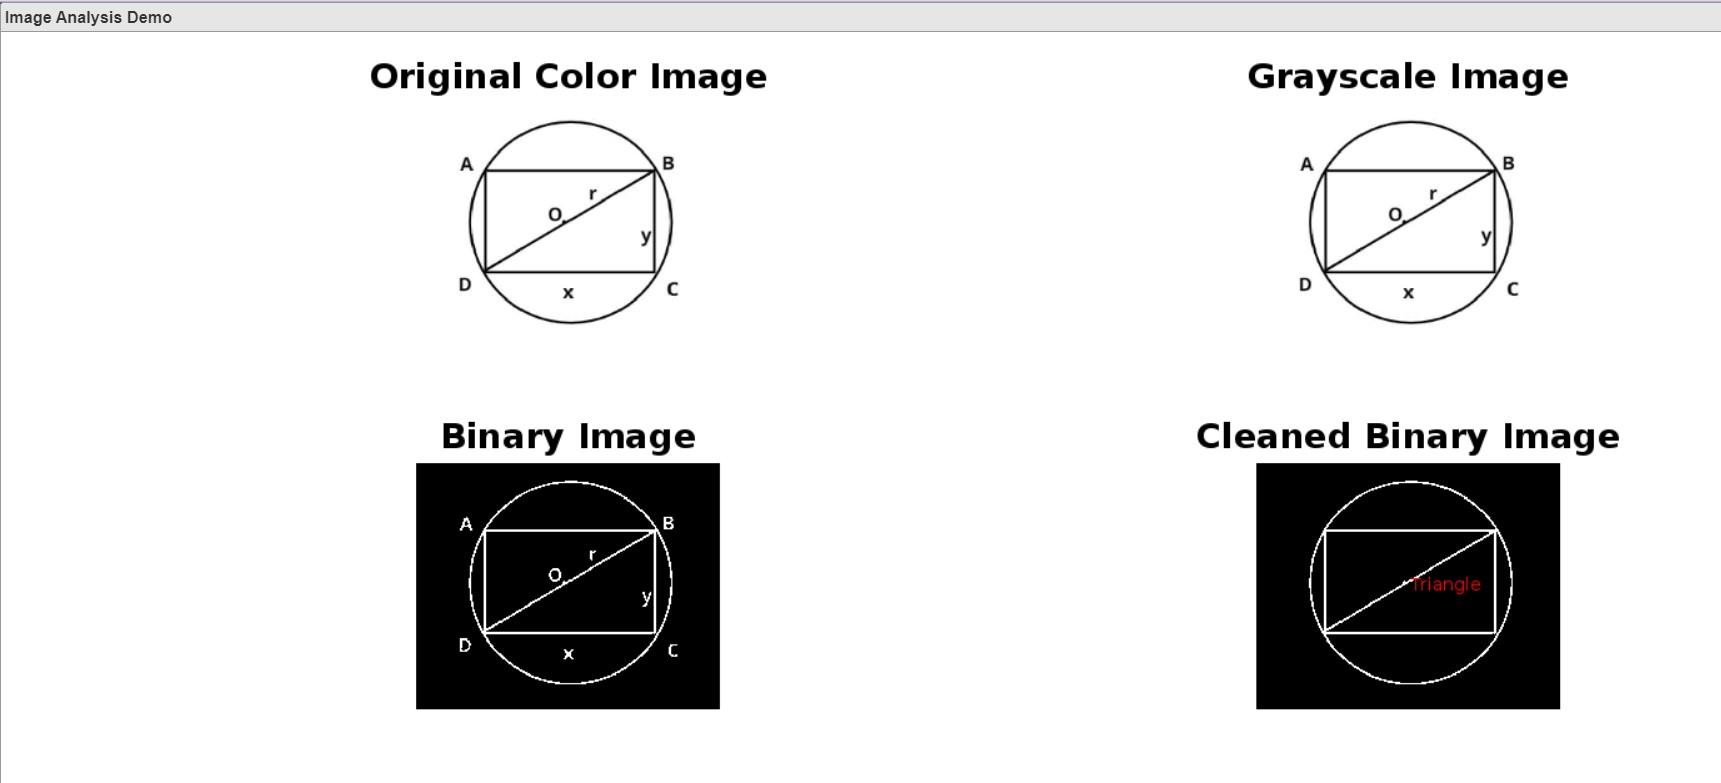 Image Analysis Demo
Original Color Image
Grayscale Image
A
B
r
O
y
D
x
C
A
B
r
O
y
D
x
C
Binary Image
Cleaned Binary Image
A
B
r
O
y
D
x
C
Triangle